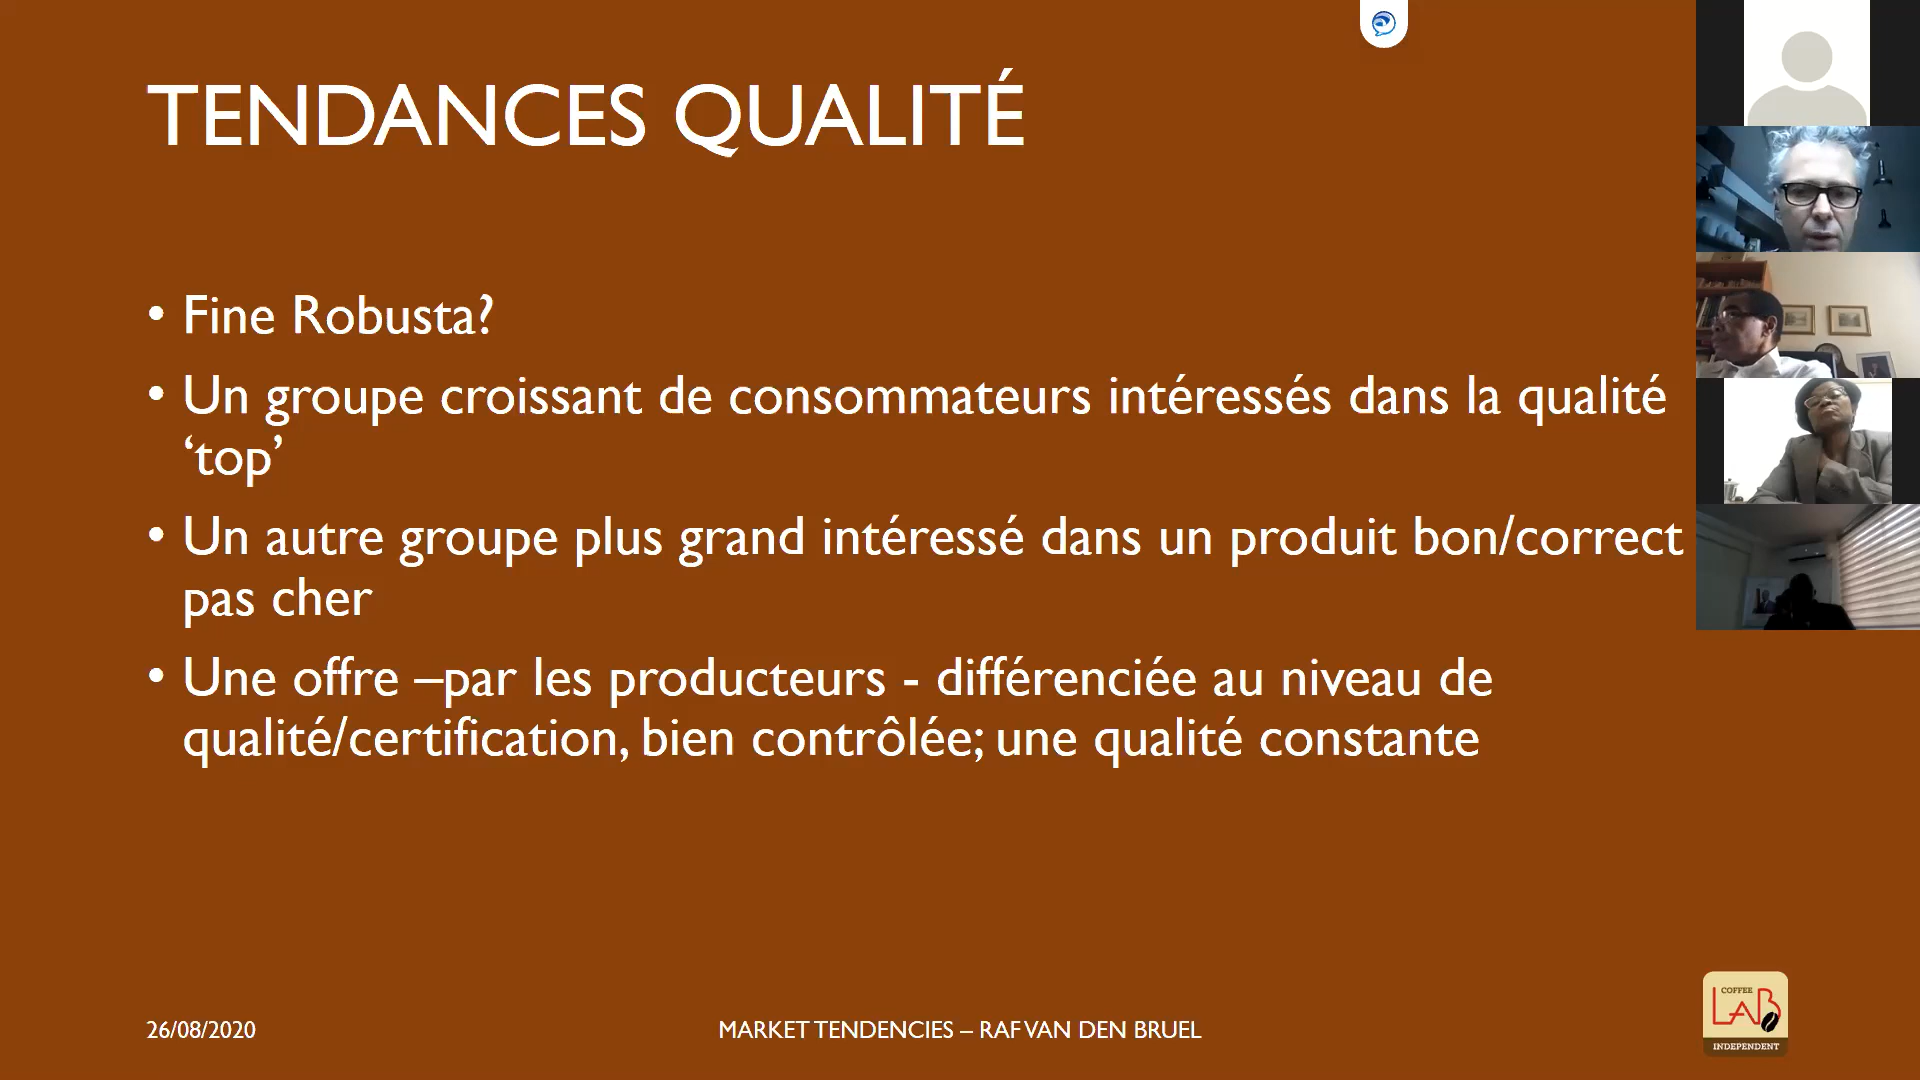 TENDANCES QUALITÉ
• Fine Robusta?
• Un groupe croissant de consommateurs intéressés dans la qualité
‘top’
• Un autre groupe plus grand intéressé dans un produit bon/correct
pas cher
• Une offre –par les producteurs - différenciée au niveau de
qualité/certification, bien contrôlée; une qualité constante
26/08/2020
MARKET TENDENCIES – RAF VAN DEN BRUEL
COFFEE
LAB
INDEPENDENT